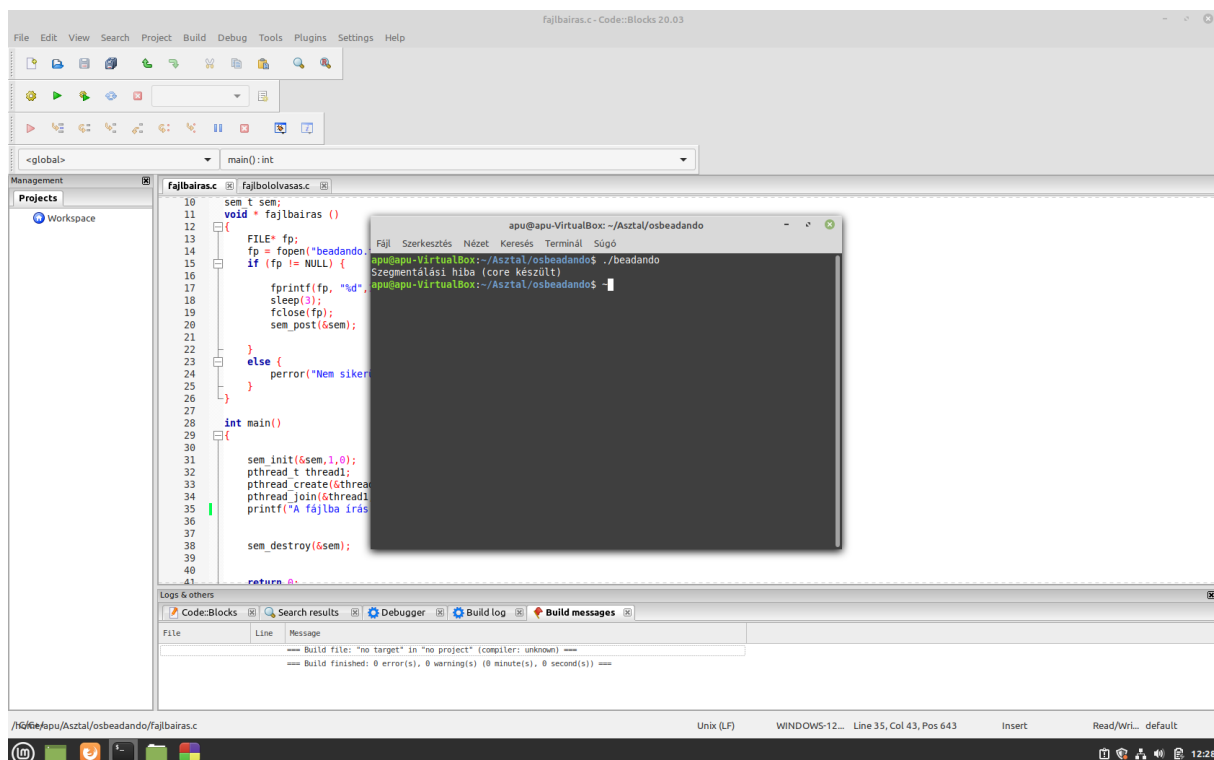 fajlbairas.c - Code::Blocks 20.03
File Edit View Search Project Build Debug Tools Plugins Settings Help
<global> main() : int
Management
Projects
Workspace
fajlbairas.c fajlbololvasas.c
10 sem_t sem;
11 void * fajlbairas ()
12 {
13 FILE* fp;
14 fp = fopen("beadando.
15 if (fp != NULL) {
16
17 fprintf(fp, "%d",
18 sleep(3);
19 fclose(fp);
20 sem_post(&sem);
21
22 }
23 else {
24 perror("Nem siker
25 }
26 }
27
28 int main()
29 {
30
31 sem_init(&sem,1,0);
32 pthread_t thread1;
33 pthread_create(&threa
34 pthread_join(&thread1
35 printf("A fájlba írás
36
37
38 sem_destroy(&sem);
39
40
41 return 0;
apu@apu-VirtualBox: ~/Asztal/osbeadando
Fájl Szerkesztés Nézet Keresés Terminál Súgó
apu@apu-VirtualBox:~/Asztal/osbeadando$ ./beadando
Szegmentálási hiba (core készült)
apu@apu-VirtualBox:~/Asztal/osbeadando$ ~
Logs & others
Code::Blocks Search results Debugger Build log Build messages
File Line Message
=== Build file: "no target" in "no project" (compiler: unknown) ===
=== Build finished: 0 error(s), 0 warning(s) (0 minute(s), 0 second(s)) ===
/apu/Asztal/osbeadando/fajlbairas.c Unix (LF) WINDOWS-12... Line 35, Col 43, Pos 643 Insert Read/Wri... default
12:28